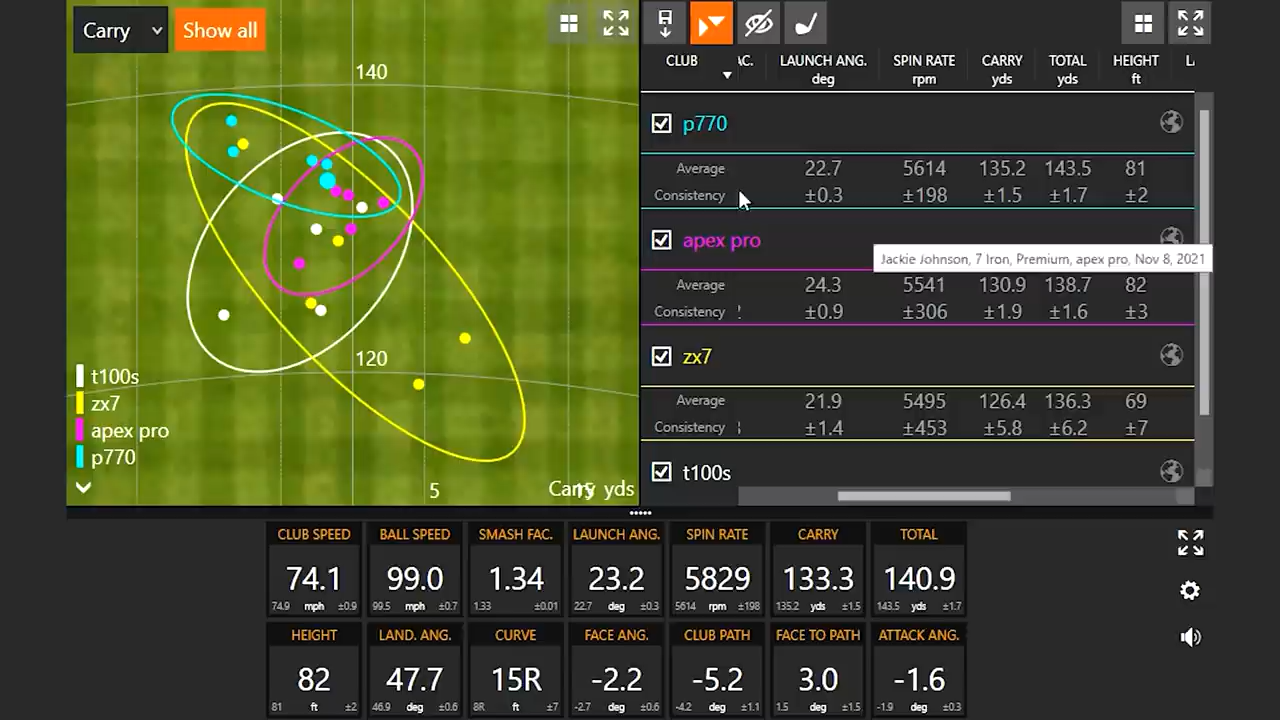 Carry
Show all
140
120
5
t100s
zx7
apex pro
p770
Carry yds
CLUB AC. LAUNCH ANG. SPIN RATE CARRY TOTAL HEIGHT
deg rpm yds yds ft
p770
Average 22.7 5614 135.2 143.5 81
Consistency ±0.3 ±198 ±1.5 ±1.7 ±2
apex pro
Jackie Johnson, 7 Iron, Premium, apex pro, Nov 8, 2021
Average 24.3 5541 130.9 138.7 82
Consistency ±0.9 ±306 ±1.9 ±1.6 ±3
zx7
Average 21.9 5495 126.4 136.3 69
Consistency ±1.4 ±453 ±5.8 ±6.2 ±7
t100s
CLUB SPEED BALL SPEED SMASH FAC. LAUNCH ANG. SPIN RATE CARRY TOTAL
74.1 99.0 1.34 23.2 5829 133.3 140.9
74.9 mph ±0.9 99.5 mph ±0.7 1.33 ±0.01 22.7 deg ±0.3 5614 rpm ±198 135.2 yds ±1.5 143.5 yds ±1.7
HEIGHT LAND. ANG. CURVE FACE ANG. CLUB PATH FACE TO PATH ATTACK ANG.
82 47.7 15R -2.2 -5.2 3.0 -1.6
81 ft ±2 46.9 deg ±0.6 8R ft ±7 -2.7 deg ±0.6 -4.2 deg ±1.1 1.5 deg ±1.5 -1.9 deg ±0.3